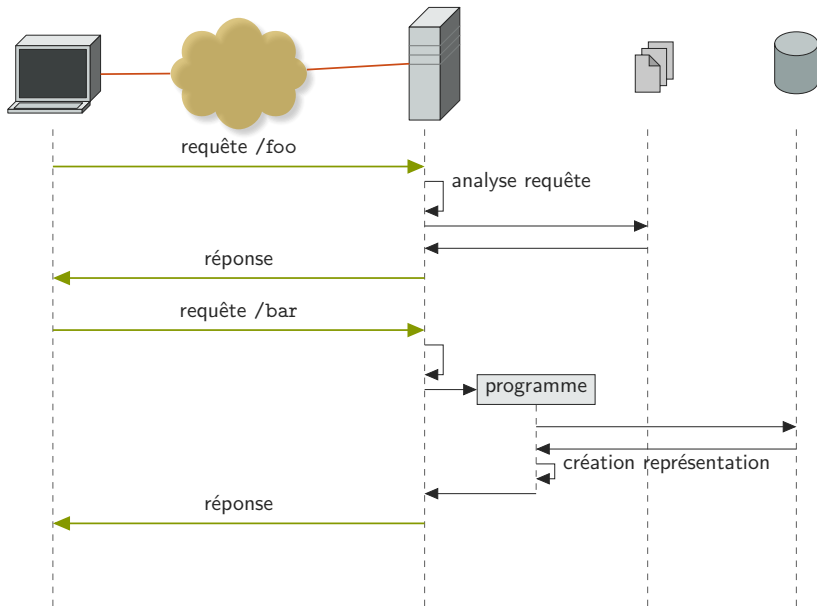 requête /foo
analyse requête
réponse
requête /bar
programme
création représentation
réponse